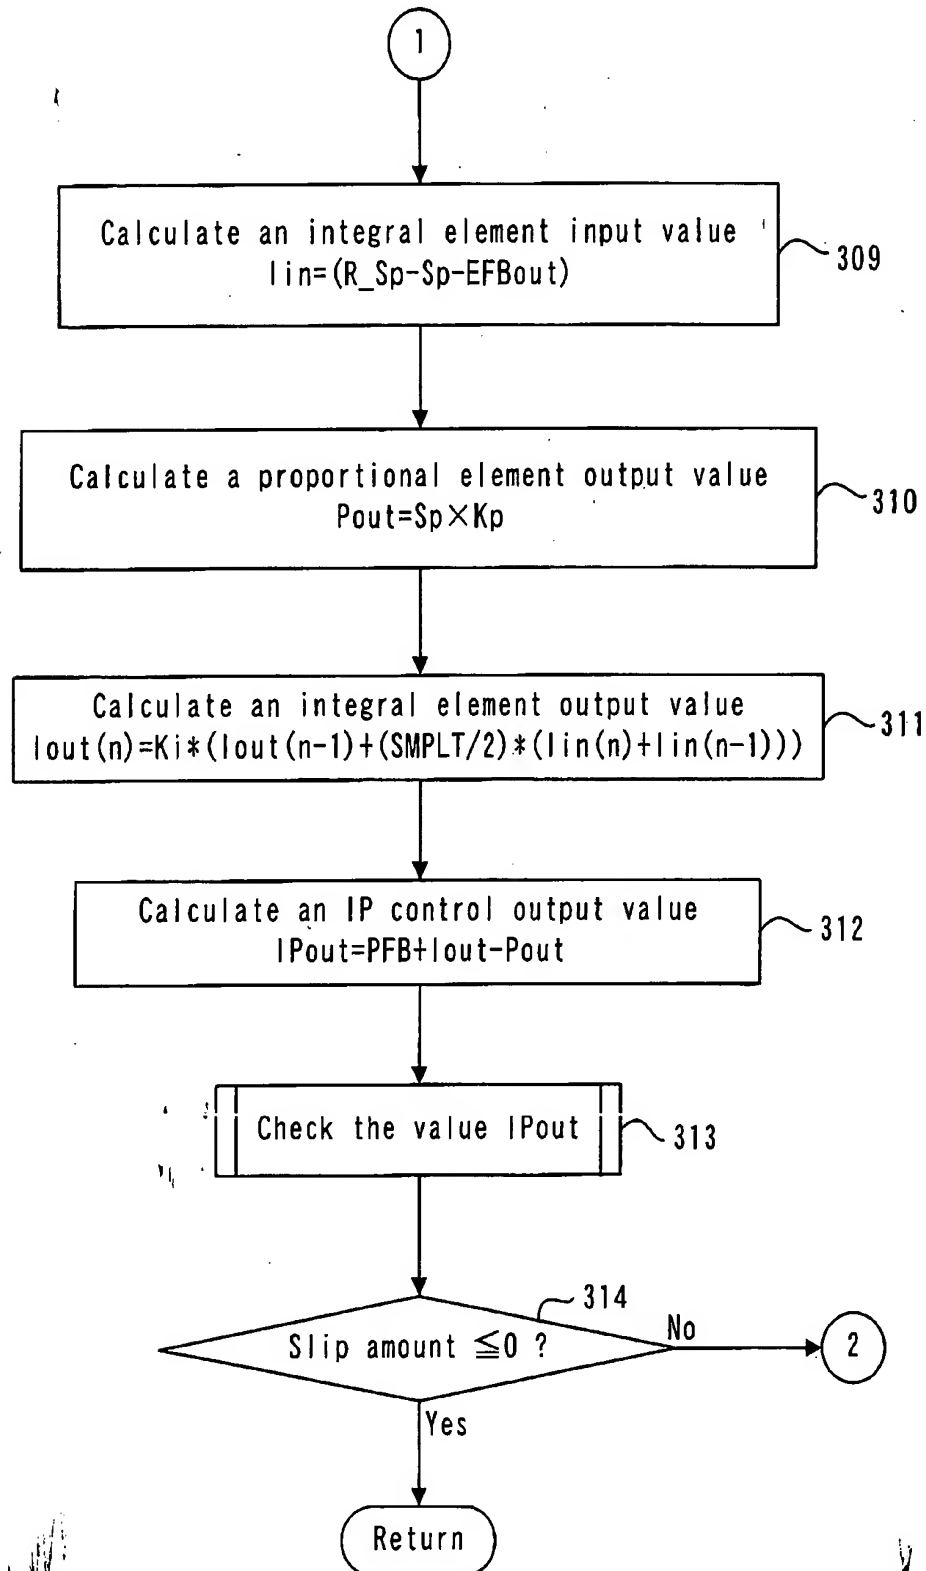 1
Calculate an integral element input value
Iin=(R_Sp-Sp-EFBout)
309
Calculate a proportional element output value
Pout=Sp×Kp
310
Calculate an integral element output value
Iout(n)=Ki*(Iout(n-1)+(SMPLT/2)*(Iin(n)+Iin(n-1)))
311
Calculate an IP control output value
IPout=PFB+Iout-Pout
312
Check the value IPout
313
314
Slip amount ≦0 ?
No
2
Yes
Return